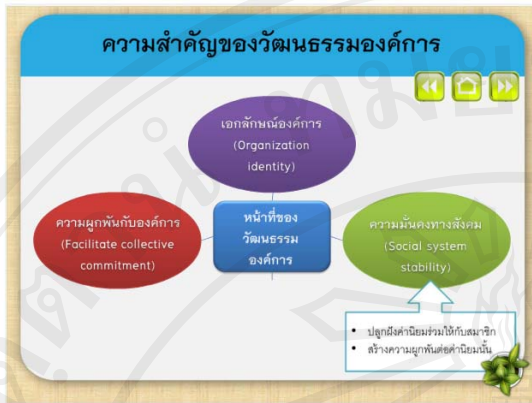 ความสำคัญของวัฒนธรรมองค์การ
เอกลักษณ์องค์การ
(Organization
identity)
ความผูกพันกับองค์การ
(Facilitate collective
commitment)
หน้าที่ของ
วัฒนธรรม
องค์การ
ความมั่นคงทางสังคม
(Social system
stability)
• ปลูกฝังค่านิยมร่วมให้กับสมาชิก
• สร้างความผูกพันต่อค่านิยมนั้น